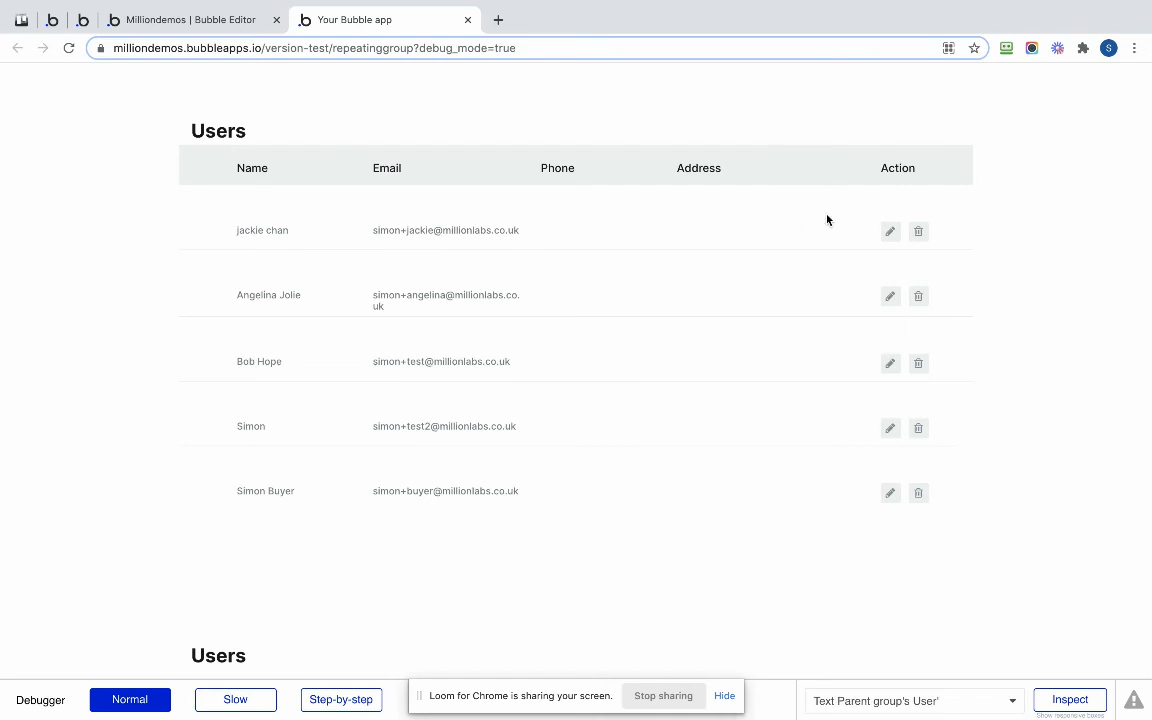 Milliondemos | Bubble Editor
Your Bubble app
milliondemos.bubbleapps.io/version-test/repeatinggroup?debug_mode=true
S
Users
Name Email Phone Address Action
jackie chan simon+jackie@millionlabs.co.uk
Angelina Jolie simon+angelina@millionlabs.co.
uk
Bob Hope simon+test@millionlabs.co.uk
Simon simon+test2@millionlabs.co.uk
Simon Buyer simon+buyer@millionlabs.co.uk
Users
Debugger Normal Slow Step-by-step Loom for Chrome is sharing your screen. Stop sharing Hide Text Parent group's User' Inspect
Show responsive boxes